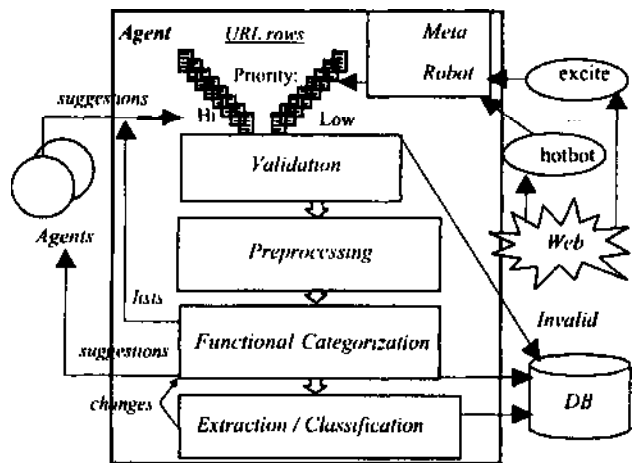 Agent
URL rows
Meta
Robot
Priority:
excite
suggestions
Hi
Low
hotbot
Validation
Agents
Preprocessing
Web
lists
Invalid
suggestions
Functional Categorization
changes
DB
Extraction / Classification